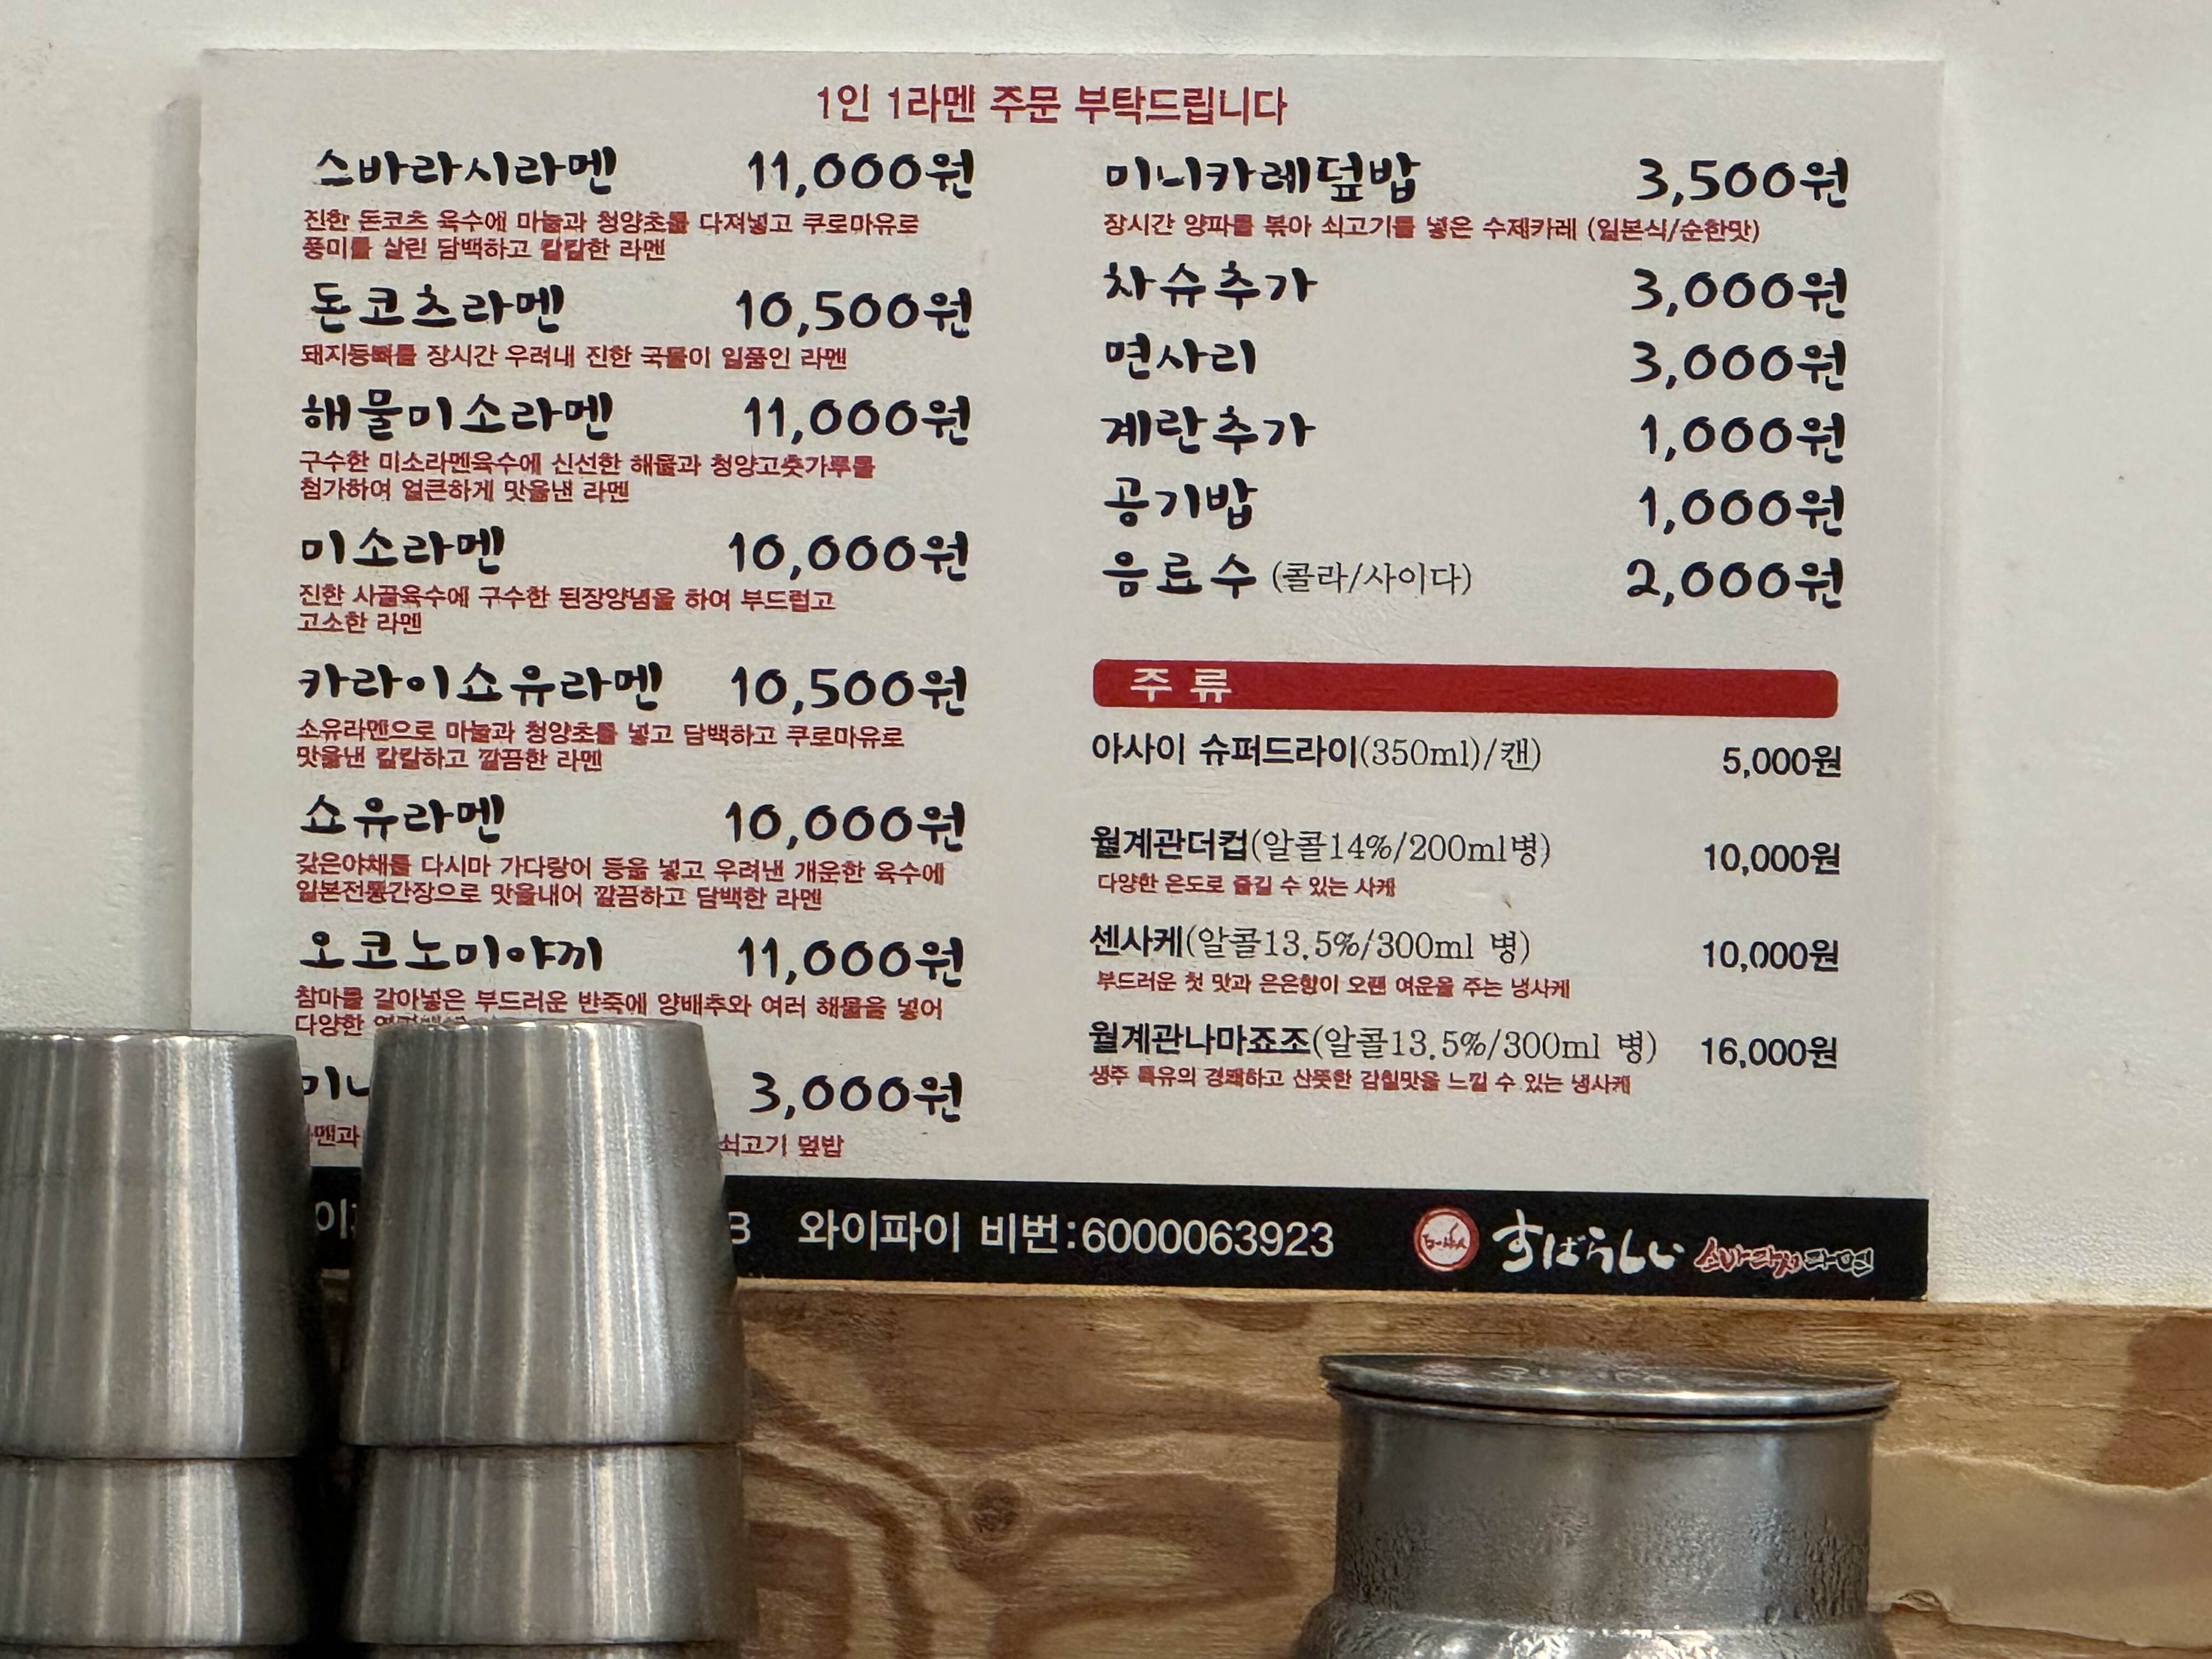 1인 1라멘 주문 부탁드립니다
스바라시라멘 11,000원
진한 돈코츠 육수에 마늘과 청양초를 다져넣고 쿠로마유로
풍미를 살린 담백하고 칼칼한 라멘
돈코츠라멘 10,500원
돼지등뼈를 장시간 우려내 진한 국물이 일품인 라멘
해물미소라멘 11,000원
구수한 미소라멘육수에 신선한 해물과 청양고춧가루를
첨가하여 얼큰하게 맛을낸 라멘
미소라멘 10,000원
진한 사골육수에 구수한 된장양념을 하여 부드럽고
고소한 라멘
카라이쇼유라멘 10,500원
소유라멘으로 마늘과 청양초를 넣고 담백하고 쿠로마유로
맛을낸 칼칼하고 깔끔한 라멘
쇼유라멘 10,000원
갖은야채를 다시마 가다랑어 등을 넣고 우려낸 개운한 육수에
일본전통간장으로 맛을내어 깔끔하고 담백한 라멘
오코노미야끼 11,000원
참마를 갈아넣은 부드러운 반죽에 양배추와 여러 해물을 넣어
다양한
미니 3,000원
쇠고기 덮밥
미니카레덮밥 3,500원
장시간 양파를 볶아 쇠고기를 넣은 수제카레 (일본식/순한맛)
차슈추가 3,000원
면사리 3,000원
계란추가 1,000원
공기밥 1,000원
음료수 (콜라/사이다) 2,000원
주류
아사이 슈퍼드라이(350ml)/캔) 5,000원
월계관더컵(알콜14%/200ml병) 10,000원
다양한 온도로 즐길 수 있는 사케
센사케(알콜13.5%/300ml 병) 10,000원
부드러운 첫 맛과 은은함이 오랜 여운을 주는 냉사케
월계관나마죠조(알콜13.5%/300ml 병) 16,000원
생주 특유의 경쾌하고 산뜻한 감칠맛을 느낄 수 있는 냉사케
와이파이 비번:6000063923
すばらしい 스바라시라멘